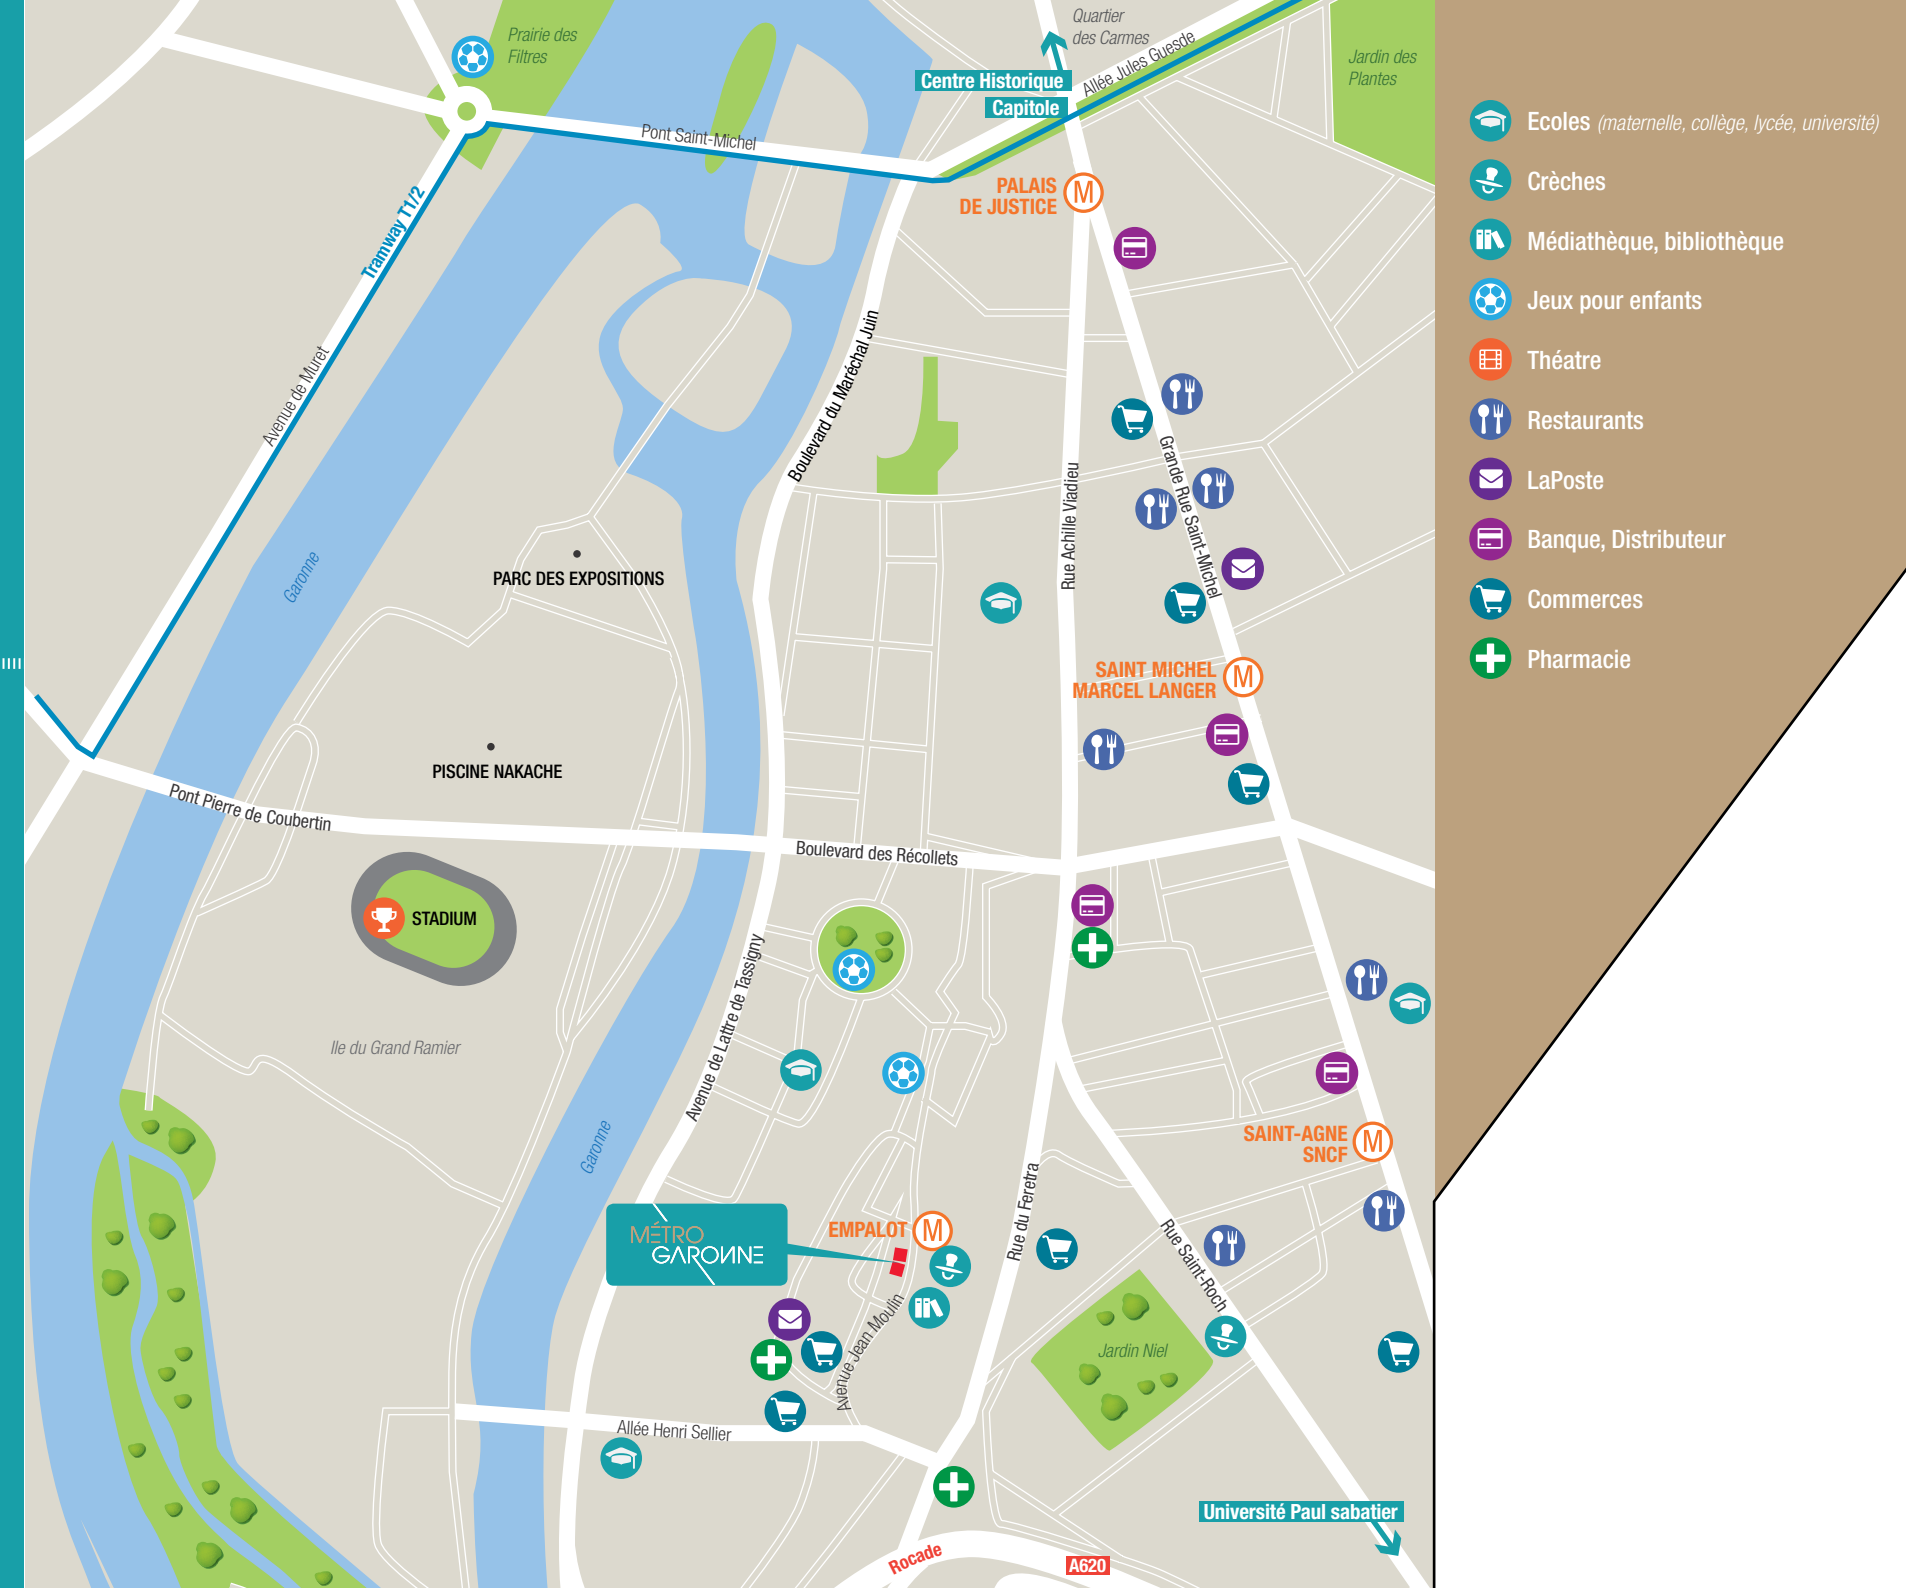 Quartier
des Carmes
Prairie des
Filtres
Allée Jules Guesde
Jardin des
Plantes
Centre Historique
Capitole
Pont Saint-Michel
PALAIS
DE JUSTICE
M
Tramway T1/2
Avenue de Muret
Boulevard du Maréchal Juin
Grande Rue Saint-Michel
Rue Achille Viadieu
Garonne
PARC DES EXPOSITIONS
SAINT MICHEL
MARCEL LANGER
M
PISCINE NAKACHE
Pont Pierre de Coubertin
Boulevard des Récollets
STADIUM
Avenue de Lattre de Tassigny
Ile du Grand Ramier
Garonne
SAINT-AGNE
SNCF
M
Rue du Feretra
MÉTRO
GARONNE
EMPALOT
M
Rue Saint-Roch
Avenue Jean Moulin
Jardin Niel
Allée Henri Sellier
Université Paul sabatier
Rocade
A620
Ecoles (maternelle, collège, lycée, université)
Crèches
Médiathèque, bibliothèque
Jeux pour enfants
Théatre
Restaurants
LaPoste
Banque, Distributeur
Commerces
Pharmacie